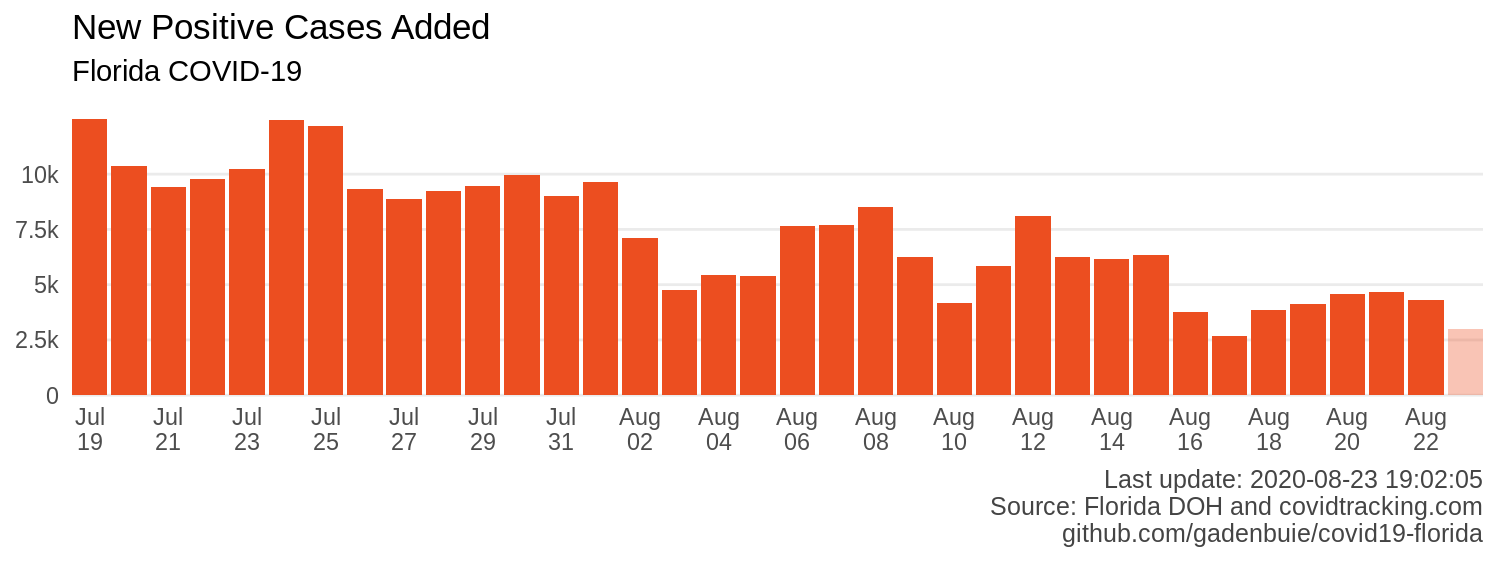 New Positive Cases Added
Florida COVID-19
10k
7.5k
5k
2.5k
0
Jul Jul Jul Jul Jul Jul Jul Aug Aug Aug Aug Aug Aug Aug Aug Aug Aug Aug
19 21 23 25 27 29 31 02 04 06 08 10 12 14 16 18 20 22
Last update: 2020-08-23 19:02:05
Source: Florida DOH and covidtracking.com
github.com/gadenbuie/covid19-florida